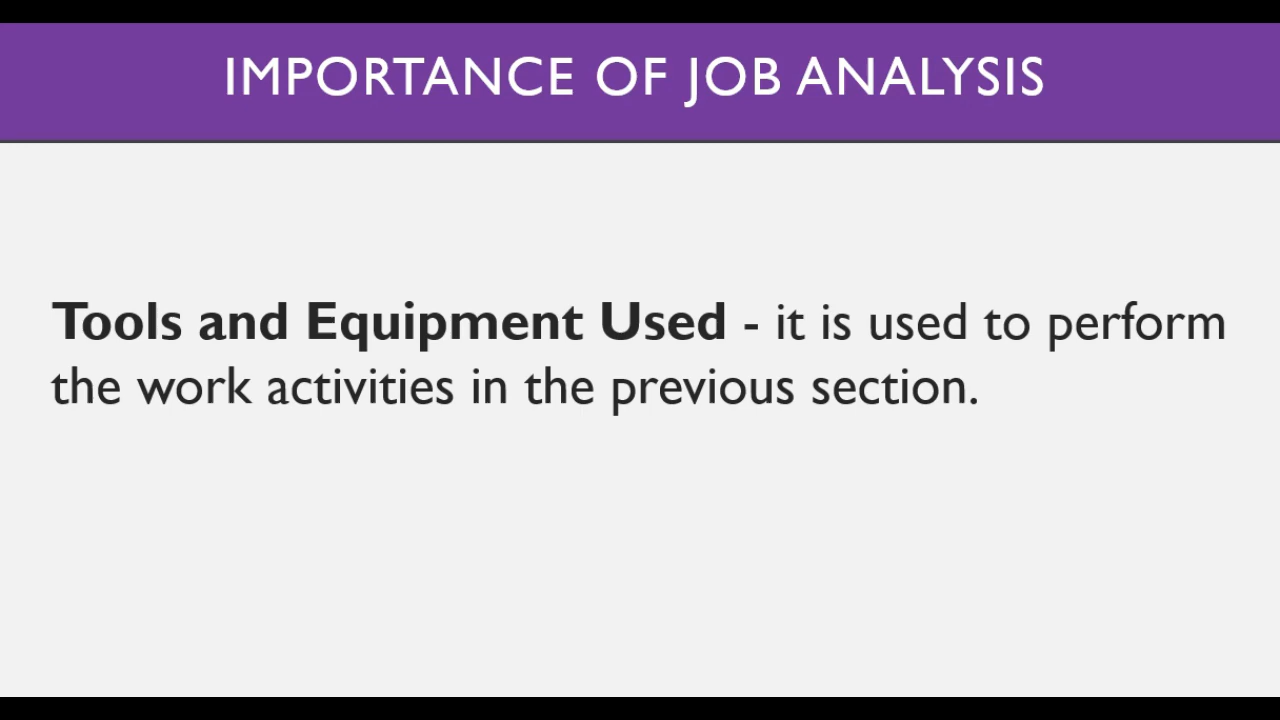 IMPORTANCE OF JOB ANALYSIS
Tools and Equipment Used - it is used to perform
the work activities in the previous section.